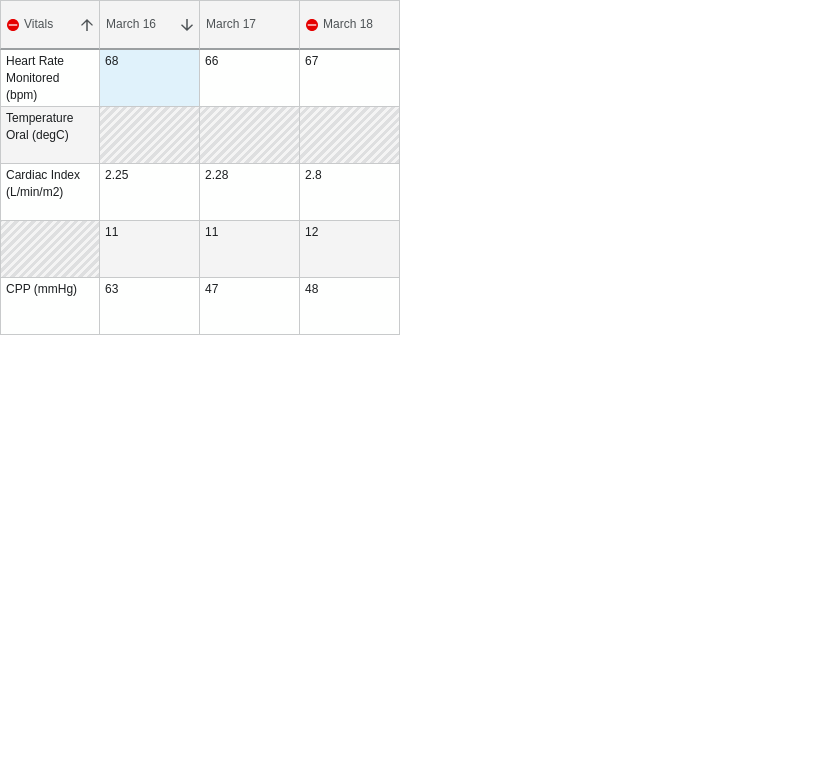 Vitals March 16 March 17 March 18
Heart Rate 68 66 67
Monitored
(bpm)
Temperature
Oral (degC)
Cardiac Index 2.25 2.28 2.8
(L/min/m2)
11 11 12
CPP (mmHg) 63 47 48